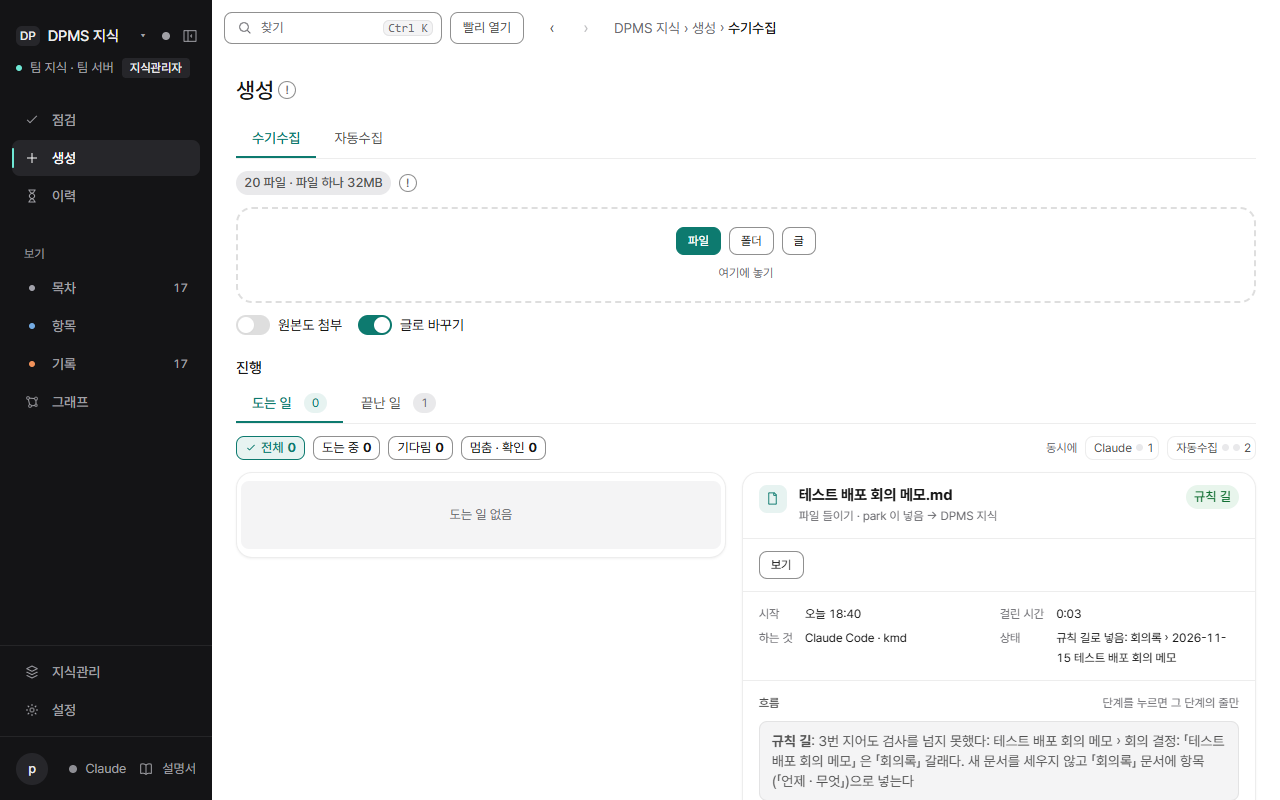 DP DPMS 지식
팀 지식 · 팀 서버 지식관리자
점검
생성
이력
보기
목차 17
항목
기록 17
그래프
지식관리
설정
p Claude 설명서
찾기 Ctrl K 빨리 열기 ‹ › DPMS 지식 › 생성 › 수기수집
생성 !
수기수집 자동수집
20 파일 · 파일 하나 32MB !
파일 폴더 글
여기에 놓기
원본도 첨부 글로 바꾸기
진행
도는 일 0 끝난 일 1
전체 0 도는 중 0 기다림 0 멈춤 · 확인 0 동시에 Claude 1 자동수집 2
도는 일 없음
테스트 배포 회의 메모.md 규칙 길
파일 들이기 · park 이 넣음 → DPMS 지식
보기
시작 오늘 18:40 걸린 시간 0:03
하는 것 Claude Code · kmd 상태 규칙 길로 넣음: 회의록 › 2026-11-
15 테스트 배포 회의 메모
흐름 단계를 누르면 그 단계의 줄만
규칙 길: 3번 지어도 검사를 넘지 못했다: 테스트 배포 회의 메모 › 회의 결정: 「테스트
배포 회의 메모」 은 「회의록」 갈래다. 새 문서를 세우지 않고 「회의록」 문서에 항목
(「언제 · 무엇」)으로 넣는다